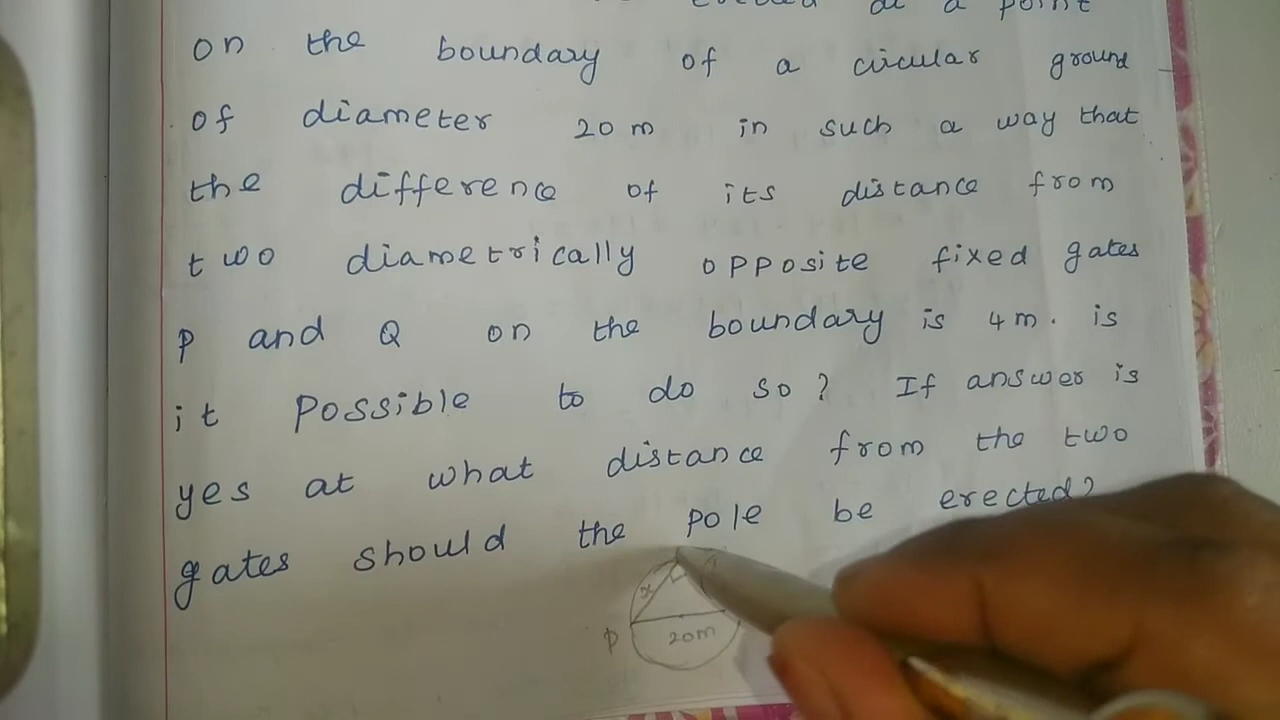 at a point
on the boundary of a circular ground
of diameter 20 m in such a way that
the difference of its distance from
two diametrically opposite fixed gates
P and Q on the boundary is 4 m. is
it possible to do so? If answer is
yes at what distance from the two
gates should the pole be erected?
x
P
20m